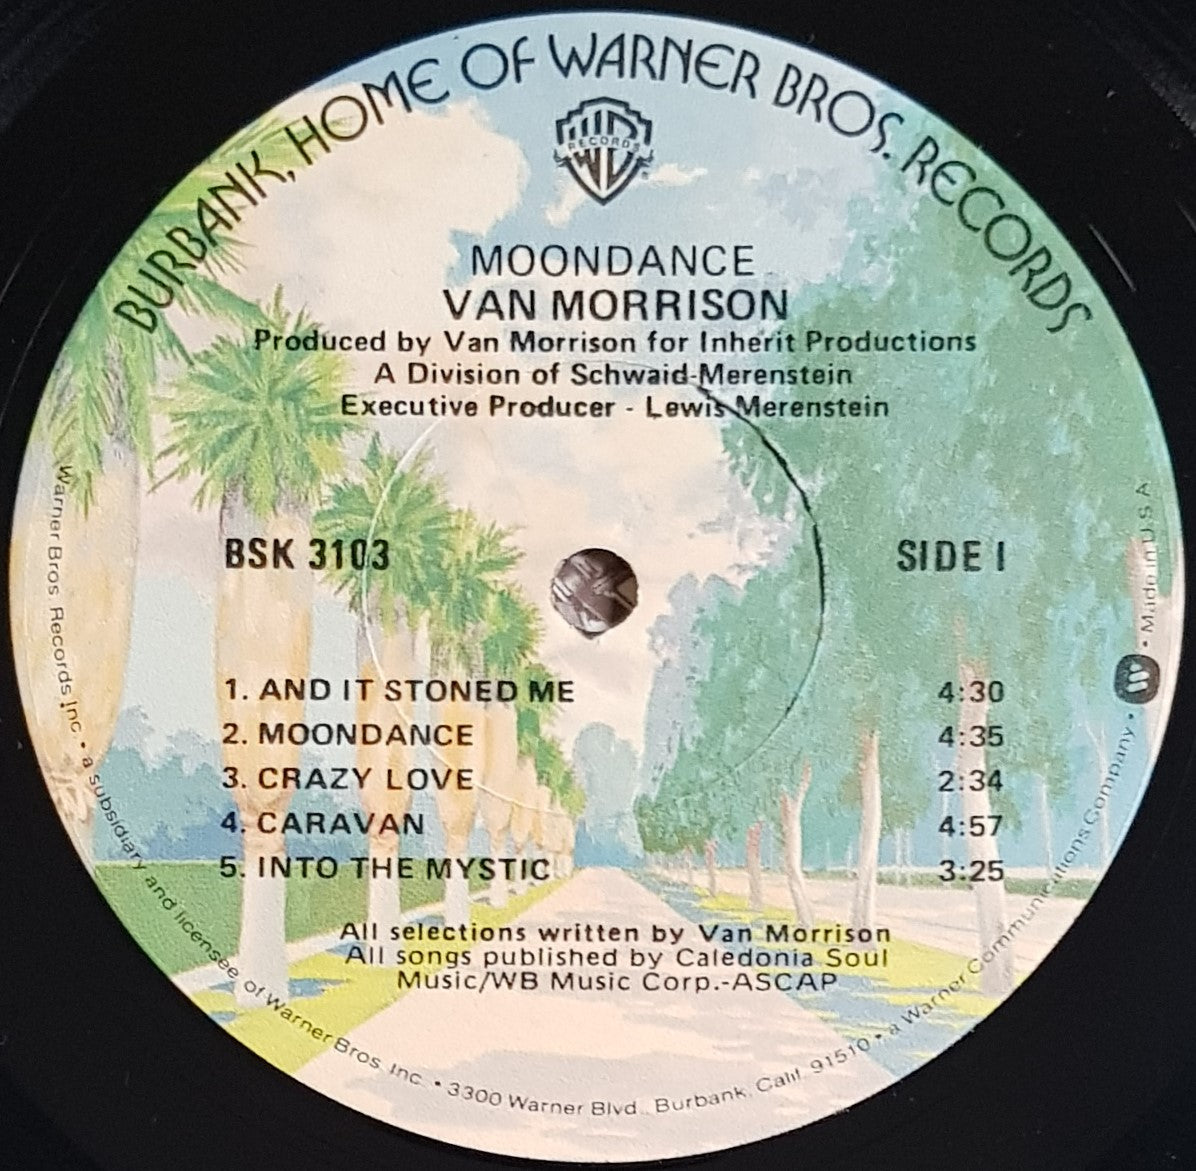 BURBANK, HOME OF WARNER BROS. RECORDS
RECORDS
MOONDANCE
VAN MORRISON
Produced by Van Morrison for Inherit Productions
A Division of Schwaid-Merenstein
Executive Producer - Lewis Merenstein
BSK 3103
SIDE I
1. AND IT STONED ME 4:30
2. MOONDANCE 4:35
3. CRAZY LOVE 2:34
4. CARAVAN 4:57
5. INTO THE MYSTIC 3:25
All selections written by Van Morrison
All songs published by Caledonia Soul
Music/WB Music Corp.-ASCAP
Warner Bros. Records Inc. • a subsidiary and licensee of Warner Bros. Inc. • 3300 Warner Blvd., Burbank, Calif. 91510 • a Warner Communications Company • W • Made in U.S.A.